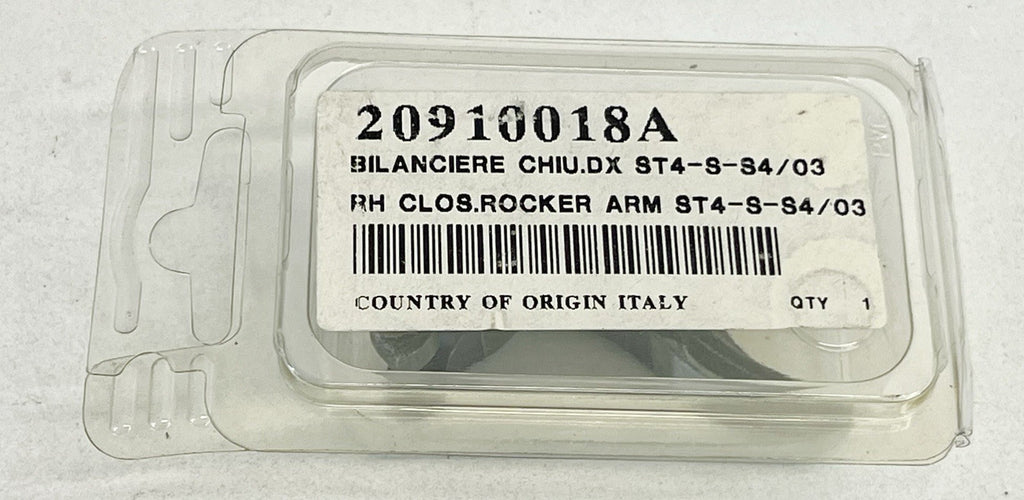 20910018A
BILANCIERE CHIU.DX ST4-S-S4/03
RH CLOS.ROCKER ARM ST4-S-S4/03
COUNTRY OF ORIGIN ITALY QTY 1